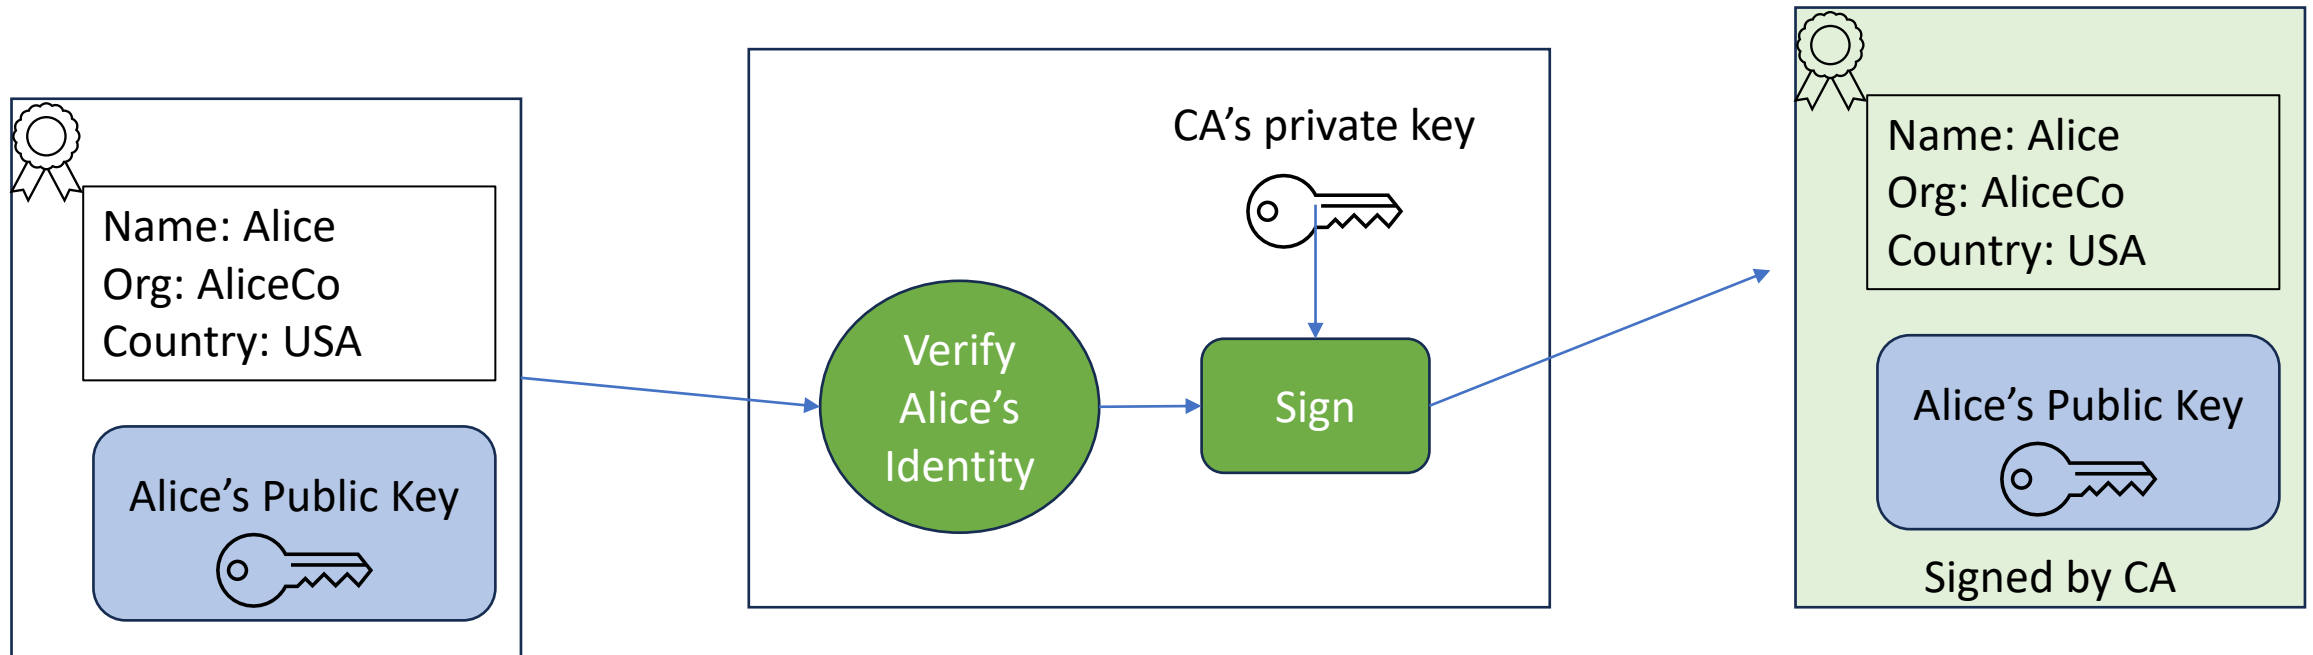 Name: Alice
Org: AliceCo
Country: USA
Alice’s Public Key
CA’s private key
Verify
Alice’s
Identity
Sign
Name: Alice
Org: AliceCo
Country: USA
Alice’s Public Key
Signed by CA